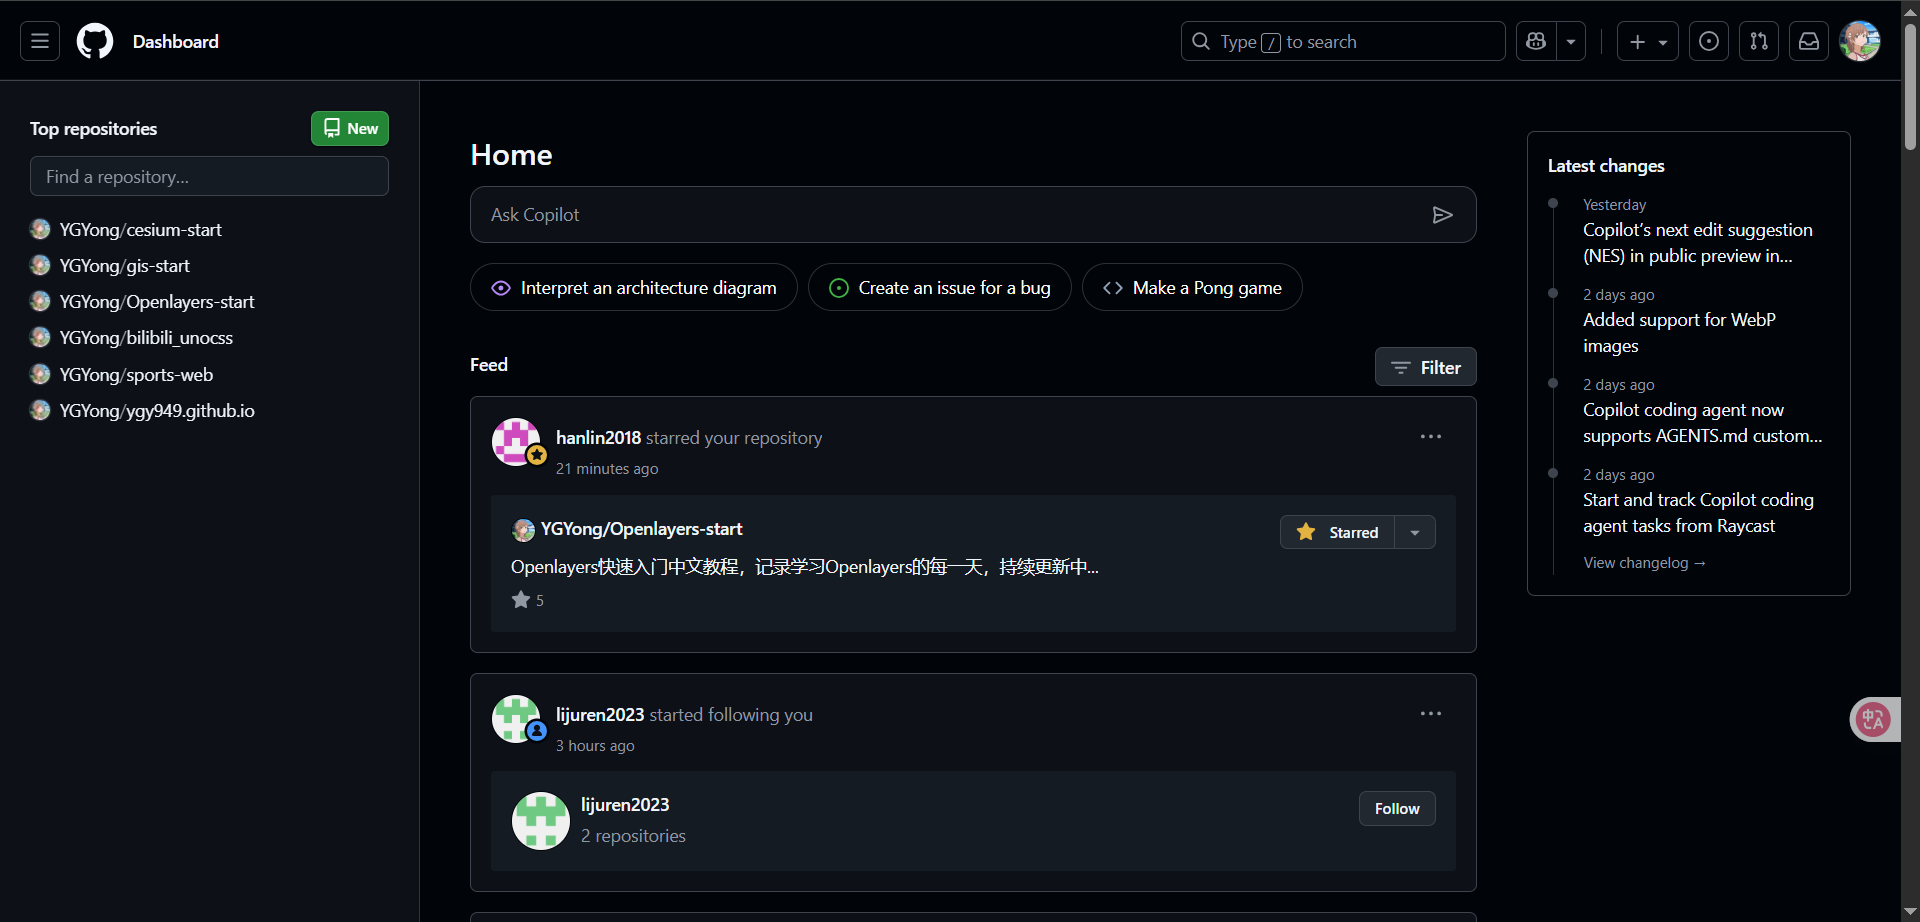 Dashboard
Type / to search
Top repositories
New
Find a repository...
YGYong/cesium-start
YGYong/gis-start
YGYong/Openlayers-start
YGYong/bilibili_unocss
YGYong/sports-web
YGYong/ygy949.github.io
Home
Ask Copilot
Interpret an architecture diagram
Create an issue for a bug
Make a Pong game
Feed
Filter
hanlin2018 starred your repository
21 minutes ago
YGYong/Openlayers-start
Starred
Openlayers快速入门中文教程，记录学习Openlayers的每一天，持续更新中...
5
lijuren2023 started following you
3 hours ago
lijuren2023
Follow
2 repositories
Latest changes
Yesterday
Copilot’s next edit suggestion
(NES) in public preview in...
2 days ago
Added support for WebP
images
2 days ago
Copilot coding agent now
supports AGENTS.md custom...
2 days ago
Start and track Copilot coding
agent tasks from Raycast
View changelog →
中A